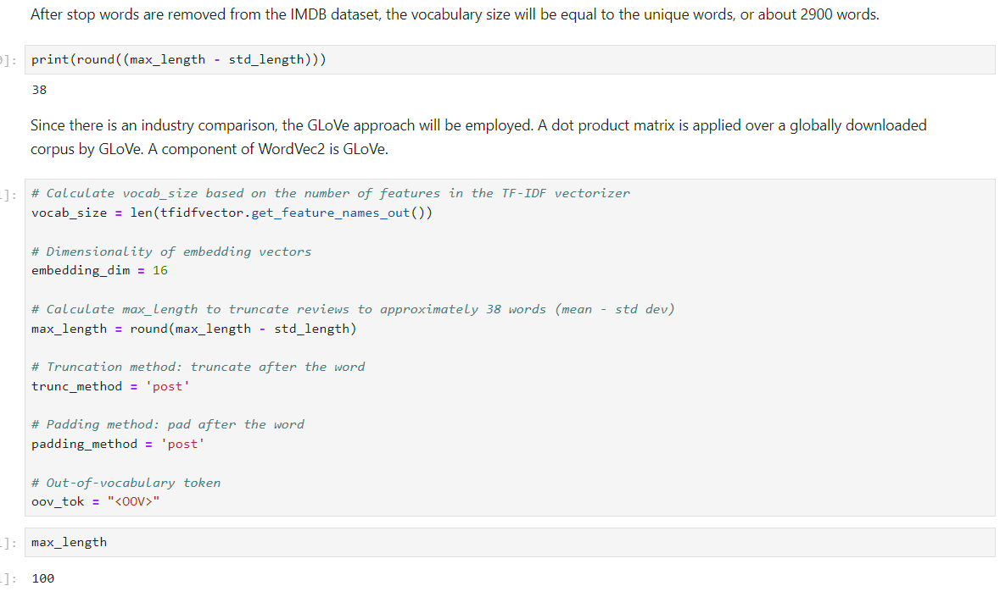 After stop words are removed from the IMDB dataset, the vocabulary size will be equal to the unique words, or about 2900 words.
]: print(round((max_length - std_length)))
38
Since there is an industry comparison, the GLoVe approach will be employed. A dot product matrix is applied over a globally downloaded
corpus by GLoVe. A component of WordVec2 is GLoVe.
]: # Calculate vocab_size based on the number of features in the TF-IDF vectorizer
vocab_size = len(tfidfvector.get_feature_names_out())
# Dimensionality of embedding vectors
embedding_dim = 16
# Calculate max_length to truncate reviews to approximately 38 words (mean - std dev)
max_length = round(max_length - std_length)
# Truncation method: truncate after the word
trunc_method = 'post'
# Padding method: pad after the word
padding_method = 'post'
# Out-of-vocabulary token
oov_tok = "<OOV>"
]: max_length
]: 100